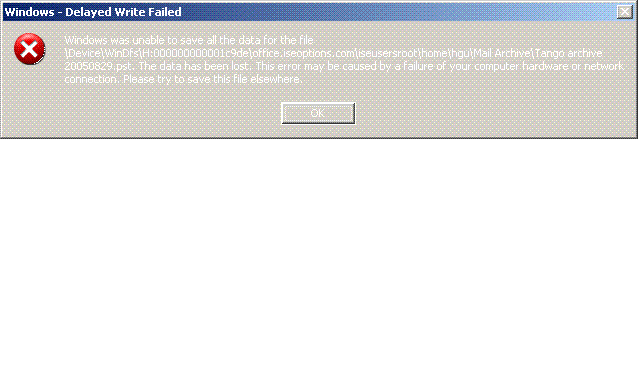 Windows - Delayed Write Failed
Windows was unable to save all the data for the file
\Device\WinDfs\H:000000000001c9de\office.iseoptions.com\iseusersroot\home\hgu\Mail Archive\Tango archive
20050829.pst. The data has been lost. This error may be caused by a failure of your computer hardware or network
connection. Please try to save this file elsewhere.
OK